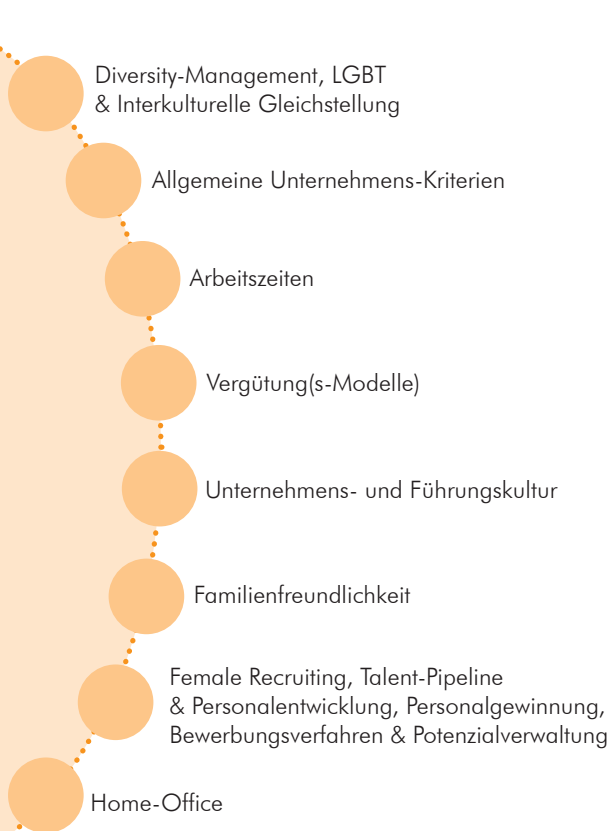 Diversity-Management, LGBT
& Interkulturelle Gleichstellung
Allgemeine Unternehmens-Kriterien
Arbeitszeiten
Vergütung(s-Modelle)
Unternehmens- und Führungskultur
Familienfreundlichkeit
Female Recruiting, Talent-Pipeline
& Personalentwicklung, Personalgewinnung,
Bewerbungsverfahren & Potenzialverwaltung
Home-Office